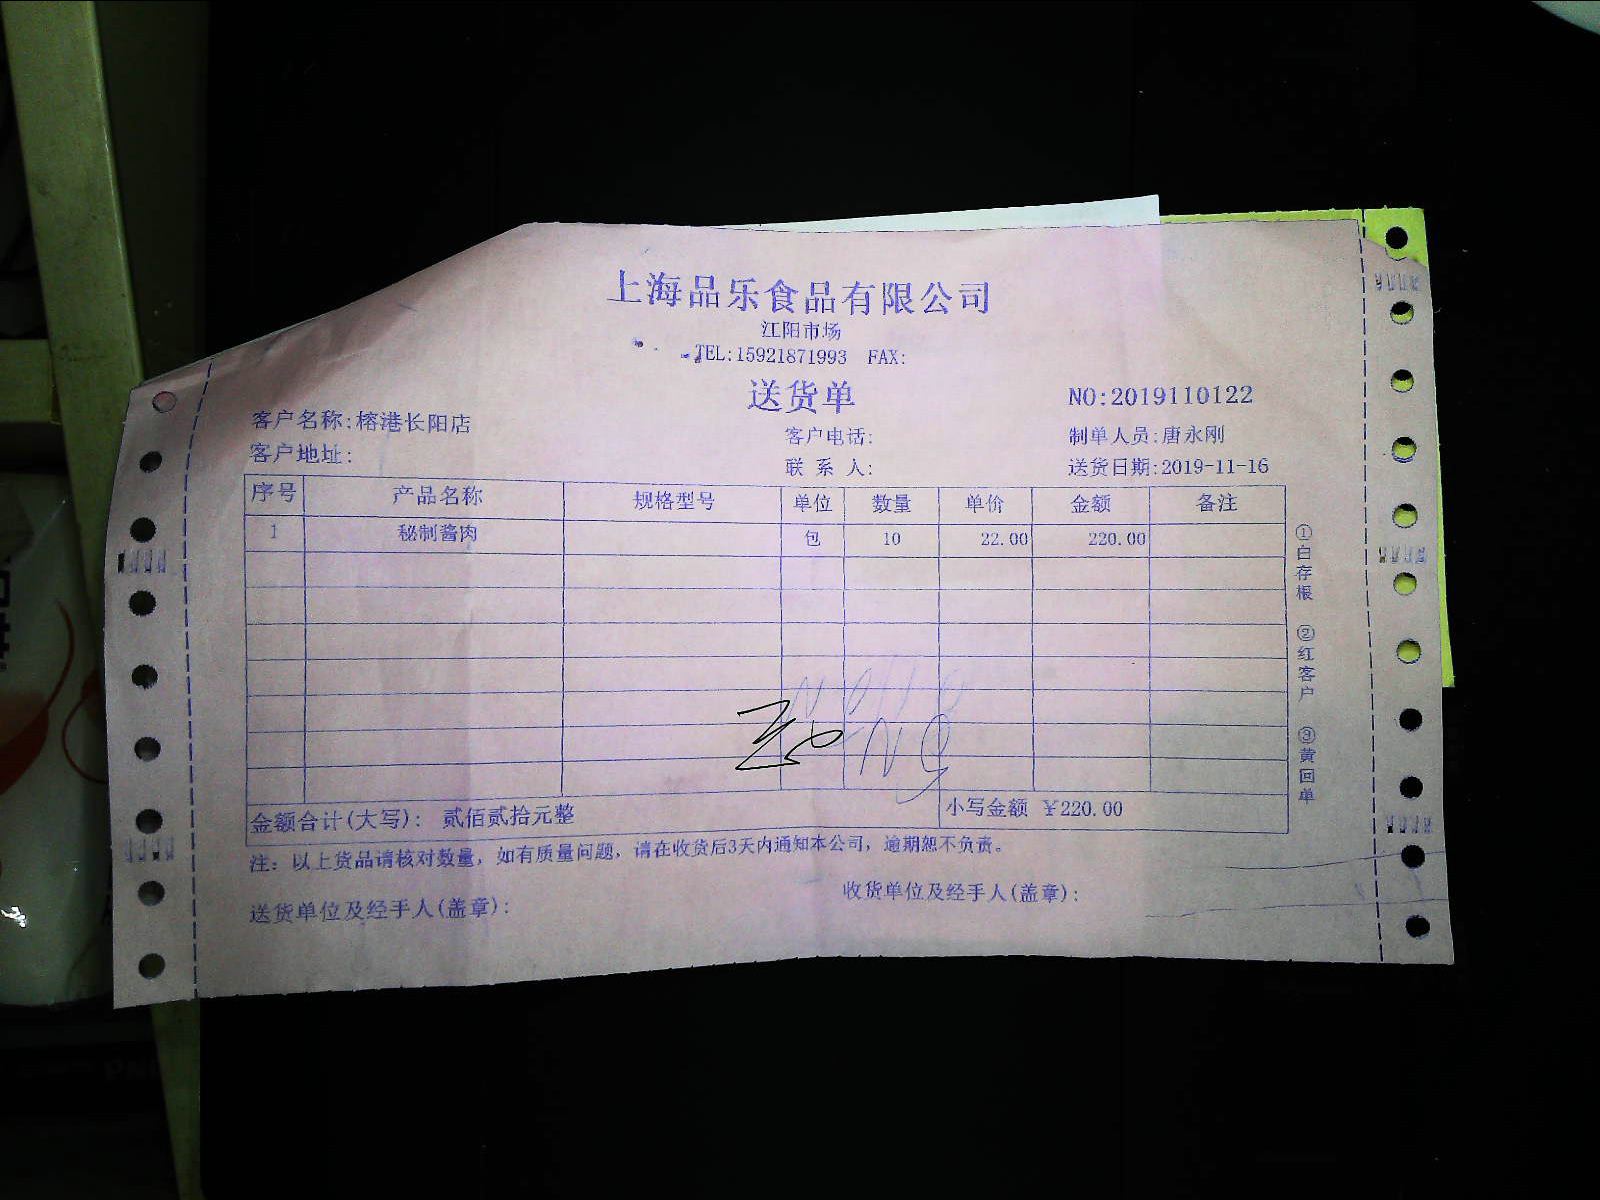 上海品乐食品有限公司
江阳市场
TEL:15921871993 FAX:
送货单
NO:2019110122
客户名称:榕港长阳店
客户电话:
制单人员:唐永刚
客户地址:
联 系 人:
送货日期:2019-11-16
序号 产品名称 规格型号 单位 数量 单价 金额 备注
1 秘制酱肉 包 10 22.00 220.00
金额合计(大写): 贰佰贰拾元整 小写金额 ¥220.00
注: 以上货品请核对数量, 如有质量问题, 请在收货后3天内通知本公司, 逾期恕不负责。
送货单位及经手人(盖章):
收货单位及经手人(盖章):
①白存根 ②红客户 ③黄回单